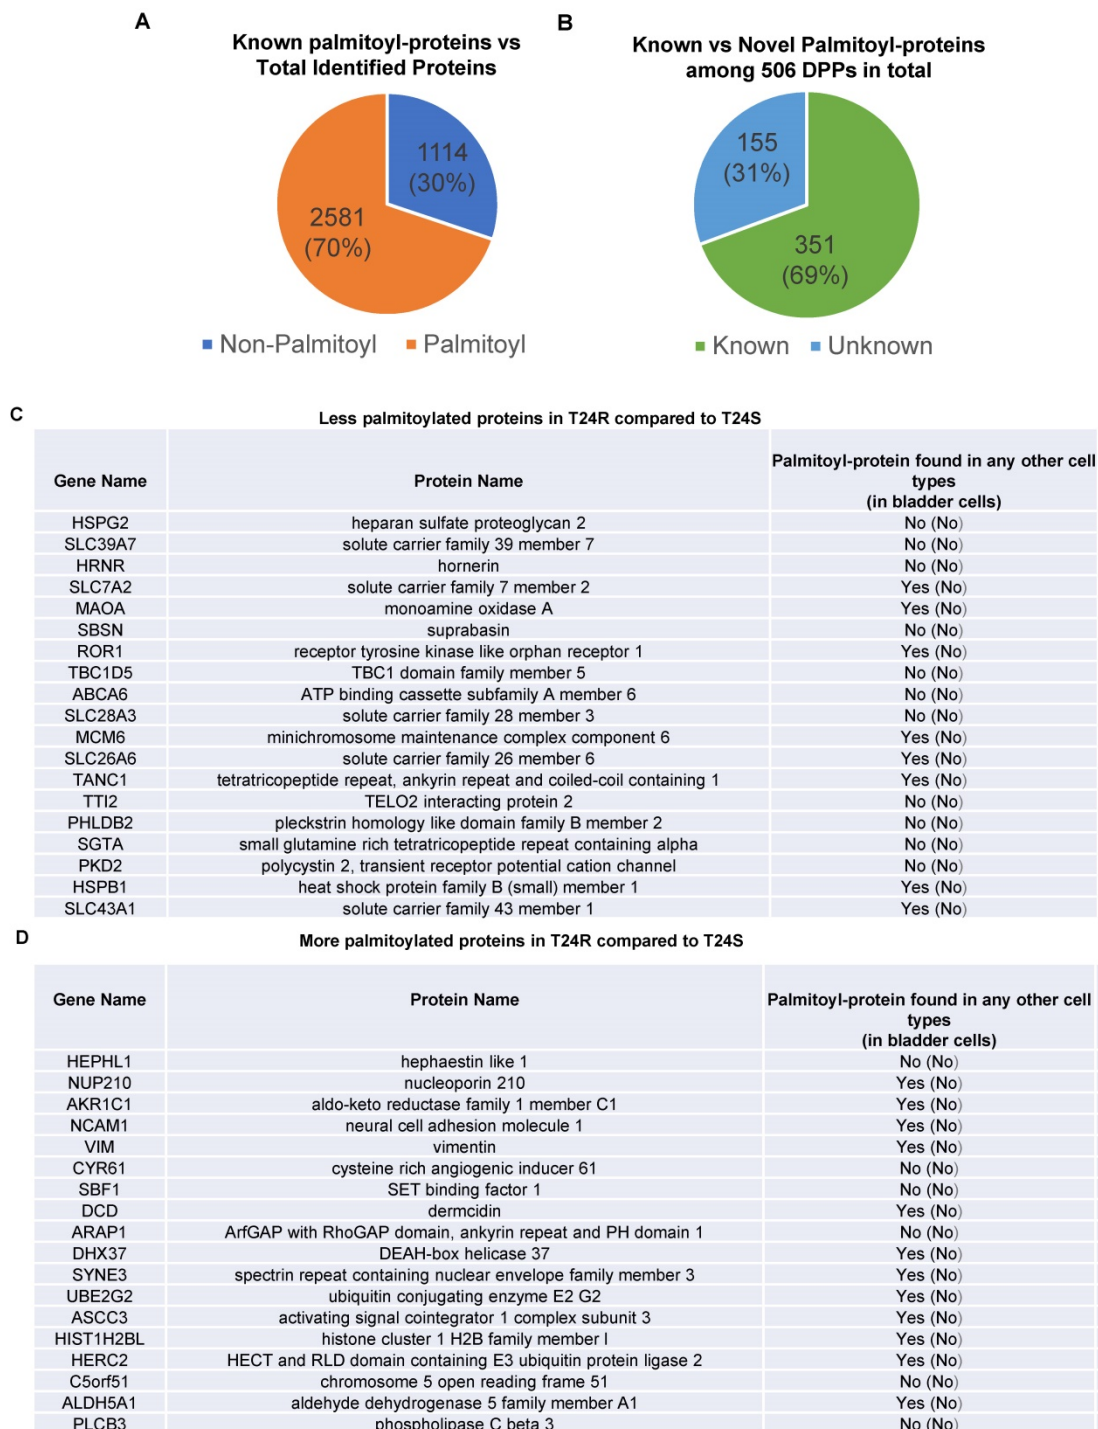 A
Known palmitoyl-proteins vs
Total Identified Proteins
1114
(30%)
2581
(70%)
Non-Palmitoyl Palmitoyl
B
Known vs Novel Palmitoyl-proteins
among 506 DPPs in total
155
(31%)
351
(69%)
Known Unknown
C
Less palmitoylated proteins in T24R compared to T24S
Gene Name Protein Name Palmitoyl-protein found in any other cell
types
(in bladder cells)
HSPG2 heparan sulfate proteoglycan 2 No (No)
SLC39A7 solute carrier family 39 member 7 No (No)
HRNR hornerin No (No)
SLC7A2 solute carrier family 7 member 2 Yes (No)
MAOA monoamine oxidase A Yes (No)
SBSN suprabasin No (No)
ROR1 receptor tyrosine kinase like orphan receptor 1 Yes (No)
TBC1D5 TBC1 domain family member 5 No (No)
ABCA6 ATP binding cassette subfamily A member 6 No (No)
SLC28A3 solute carrier family 28 member 3 No (No)
MCM6 minichromosome maintenance complex component 6 Yes (No)
SLC26A6 solute carrier family 26 member 6 Yes (No)
TANC1 tetratricopeptide repeat, ankyrin repeat and coiled-coil containing 1 Yes (No)
TTI2 TELO2 interacting protein 2 No (No)
PHLDB2 pleckstrin homology like domain family B member 2 No (No)
SGTA small glutamine rich tetratricopeptide repeat containing alpha No (No)
PKD2 polycystin 2, transient receptor potential cation channel No (No)
HSPB1 heat shock protein family B (small) member 1 Yes (No)
SLC43A1 solute carrier family 43 member 1 Yes (No)
D
More palmitoylated proteins in T24R compared to T24S
Gene Name Protein Name Palmitoyl-protein found in any other cell
types
(in bladder cells)
HEPHL1 hephaestin like 1 No (No)
NUP210 nucleoporin 210 Yes (No)
AKR1C1 aldo-keto reductase family 1 member C1 Yes (No)
NCAM1 neural cell adhesion molecule 1 Yes (No)
VIM vimentin Yes (No)
CYR61 cysteine rich angiogenic inducer 61 No (No)
SBF1 SET binding factor 1 No (No)
DCD dermcidin Yes (No)
ARAP1 ArfGAP with RhoGAP domain, ankyrin repeat and PH domain 1 No (No)
DHX37 DEAH-box helicase 37 Yes (No)
SYNE3 spectrin repeat containing nuclear envelope family member 3 Yes (No)
UBE2G2 ubiquitin conjugating enzyme E2 G2 Yes (No)
ASCC3 activating signal cointegrator 1 complex subunit 3 Yes (No)
HIST1H2BL histone cluster 1 H2B family member l Yes (No)
HERC2 HECT and RLD domain containing E3 ubiquitin protein ligase 2 Yes (No)
C5orf51 chromosome 5 open reading frame 51 No (No)
ALDH5A1 aldehyde dehydrogenase 5 family member A1 Yes (No)
PLCB3 phospholipase C beta 3 No (No)